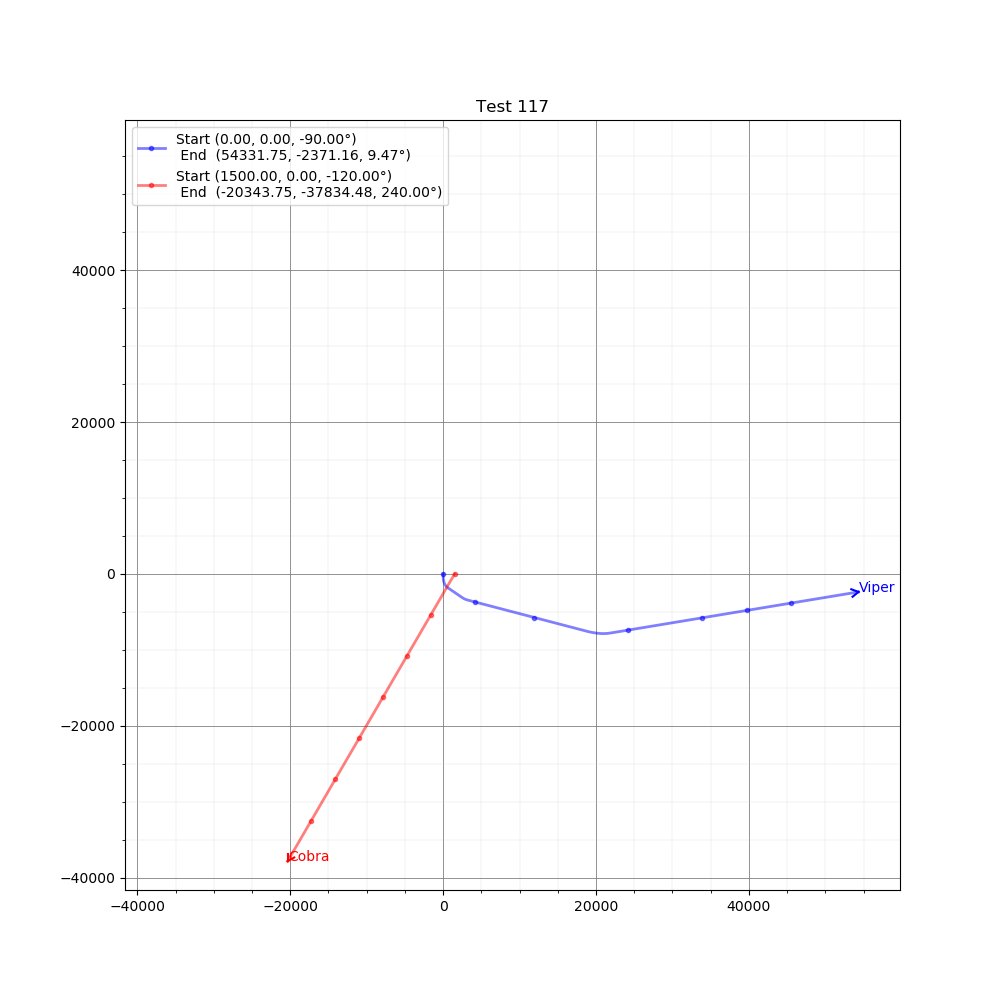 Test 117
Start (0.00, 0.00, -90.00°)
End  (54331.75, -2371.16, 9.47°)
Start (1500.00, 0.00, -120.00°)
End  (-20343.75, -37834.48, 240.00°)
40000
20000
0
−20000
−40000
Viper
Cobra
−40000
−20000
0
20000
40000